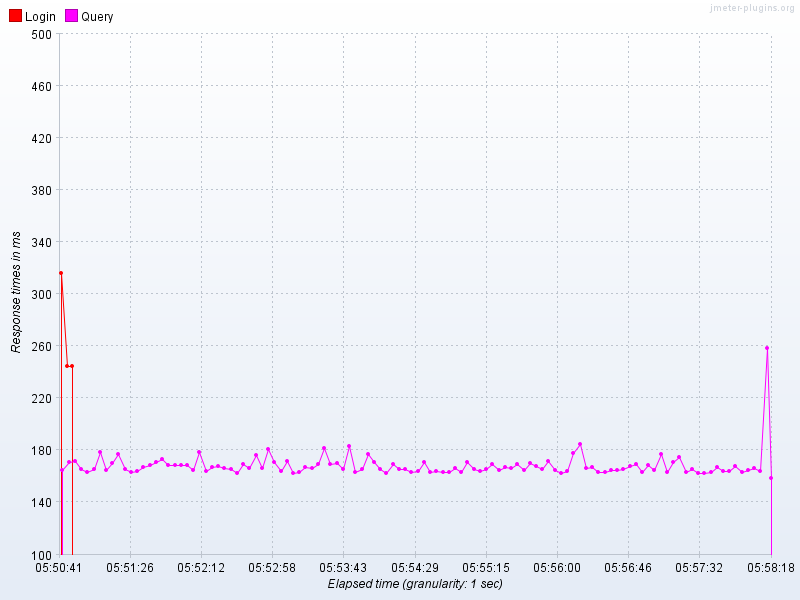 jmeter-plugins.org
Login Query
500
460
420
380
340
300
260
220
180
140
100
Response times in ms
05:50:41 05:51:26 05:52:12 05:52:58 05:53:43 05:54:29 05:55:15 05:56:00 05:56:46 05:57:32 05:58:18
Elapsed time (granularity: 1 sec)